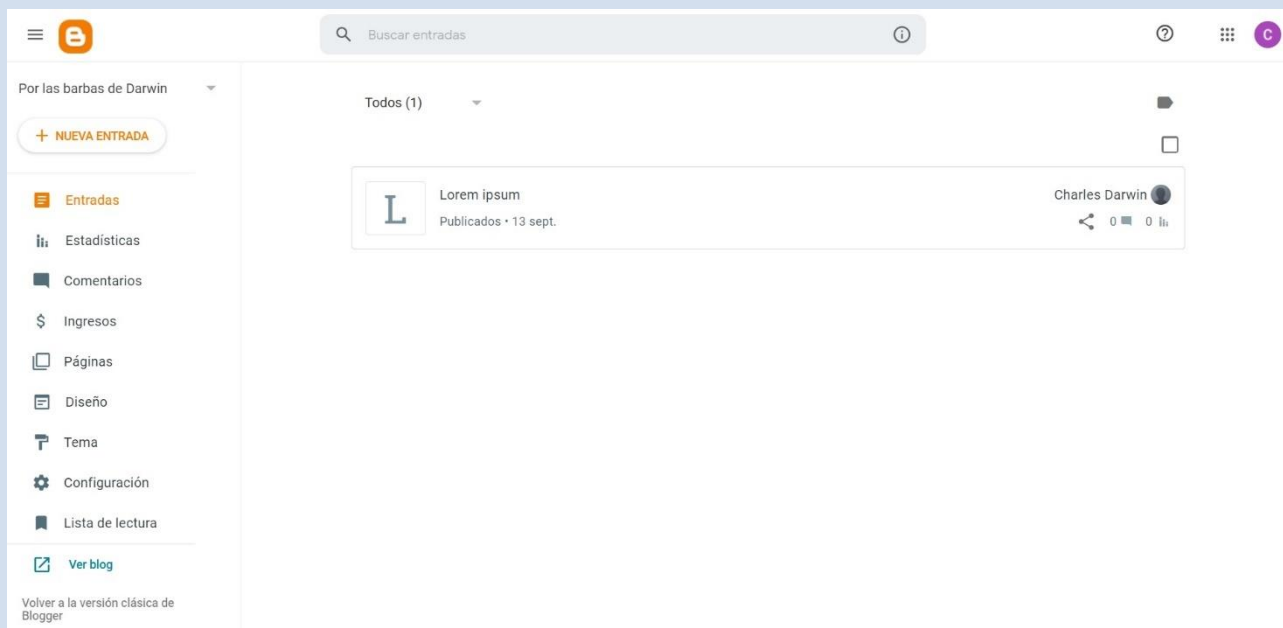 Buscar entradas
C
Por las barbas de Darwin
NUEVA ENTRADA
Entradas
Estadísticas
Comentarios
Ingresos
Páginas
Diseño
Tema
Configuración
Lista de lectura
Ver blog
Volver a la versión clásica de
Blogger
Todos (1)
L
Lorem ipsum
Publicados • 13 sept.
Charles Darwin
0 0